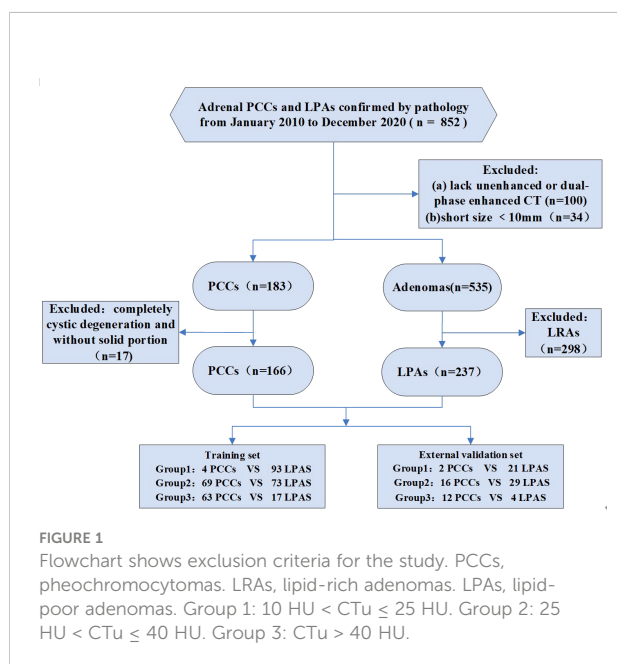 Adrenal PCCs and LPAs confirmed by pathology
from January 2010 to December 2020 ( n = 852 )
Excluded:
(a) lack unenhanced or dual-
phase enhanced CT (n=100)
(b)short size < 10mm （n=34）
PCCs （n=183）
Adenomas(n=535)
Excluded： completely
cystic degeneration and
without solid portion
(n=17)
Excluded:
LRAs
(n=298)
PCCs （n=166）
LPAs （n=237）
Training set
Group1： 4 PCCs VS 93 LPAS
Group2： 69 PCCs VS 73 LPAS
Group3： 63 PCCs VS 17 LPAS
External validation set
Group1： 2 PCCs VS 21 LPAS
Group2： 16 PCCs VS 29 LPAS
Group3： 12 PCCs VS 4 LPAS
FIGURE 1
Flowchart shows exclusion criteria for the study. PCCs,
pheochromocytomas. LRAs, lipid-rich adenomas. LPAs, lipid-
poor adenomas. Group 1: 10 HU < CTu ≤ 25 HU. Group 2: 25
HU < CTu ≤ 40 HU. Group 3: CTu > 40 HU.